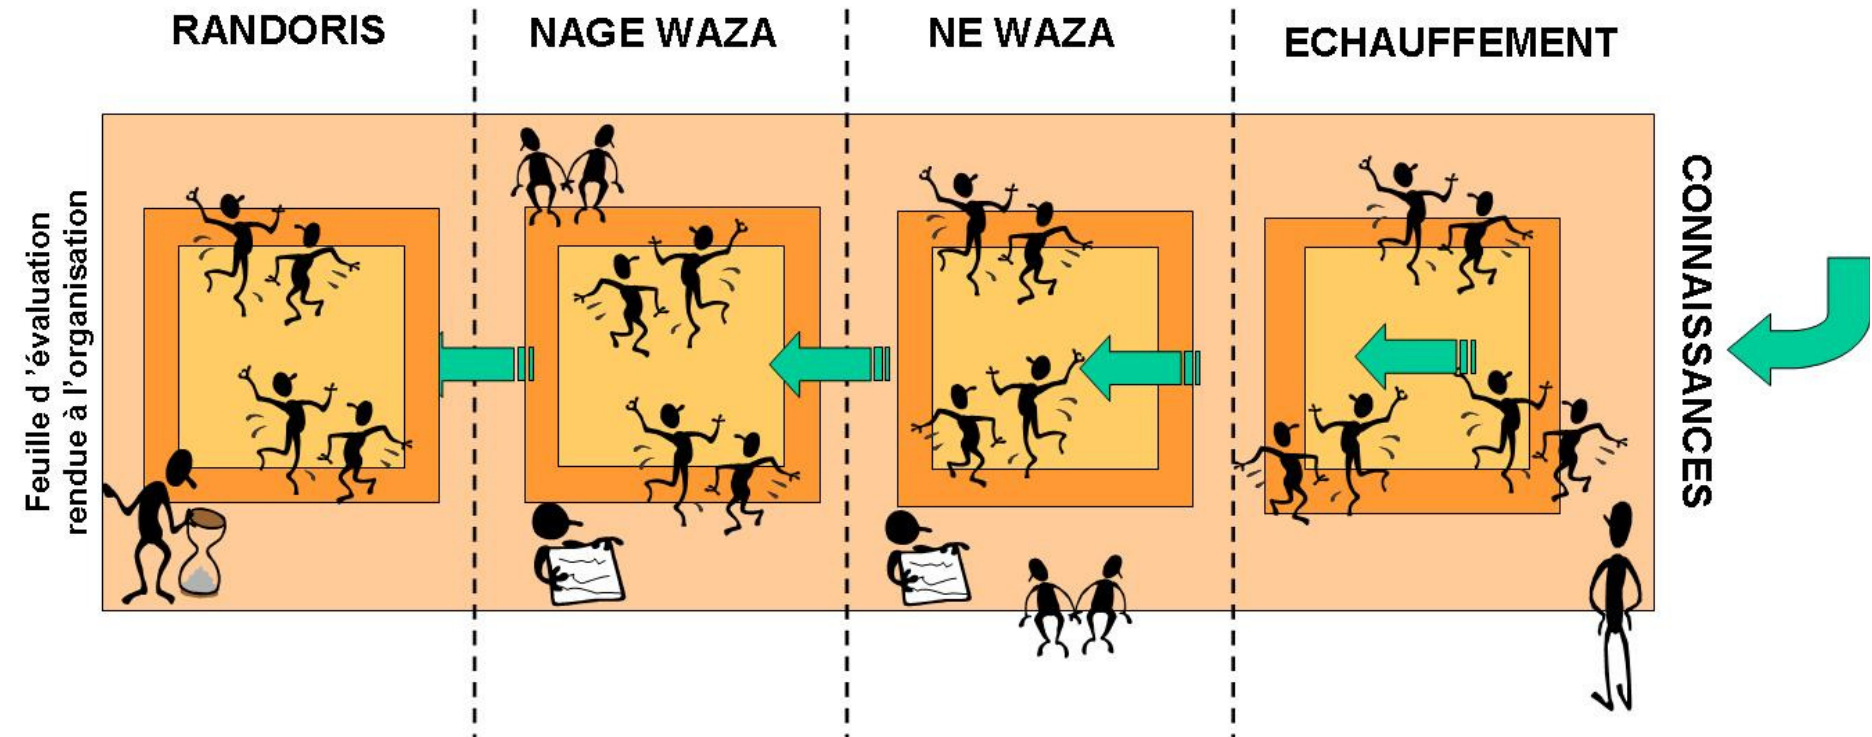 RANDORIS
NAGE WAZA
NE WAZA
ECHAUFFEMENT
Feuille d ’évaluation
rendue à l’organisation
CONNAISSANCES